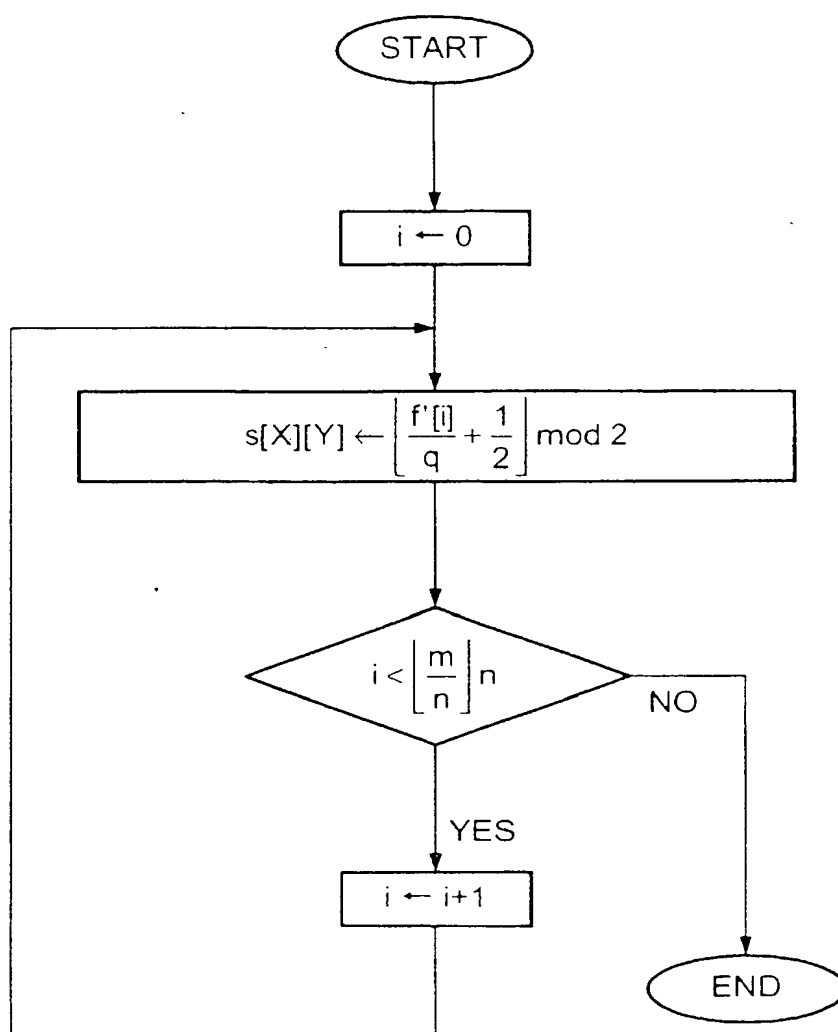 START
i ← 0
s[X][Y] ← ⌊f'[i]/q + 1/2⌋ mod 2
i < ⌊m/n⌋ n
NO
YES
i ← i+1
END